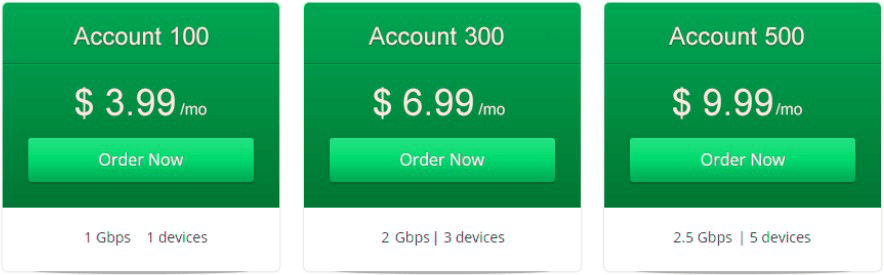 Account 100
$ 3.99 /mo
Order Now
1 Gbps 1 devices
Account 300
$ 6.99 /mo
Order Now
2 Gbps | 3 devices
Account 500
$ 9.99 /mo
Order Now
2.5 Gbps | 5 devices